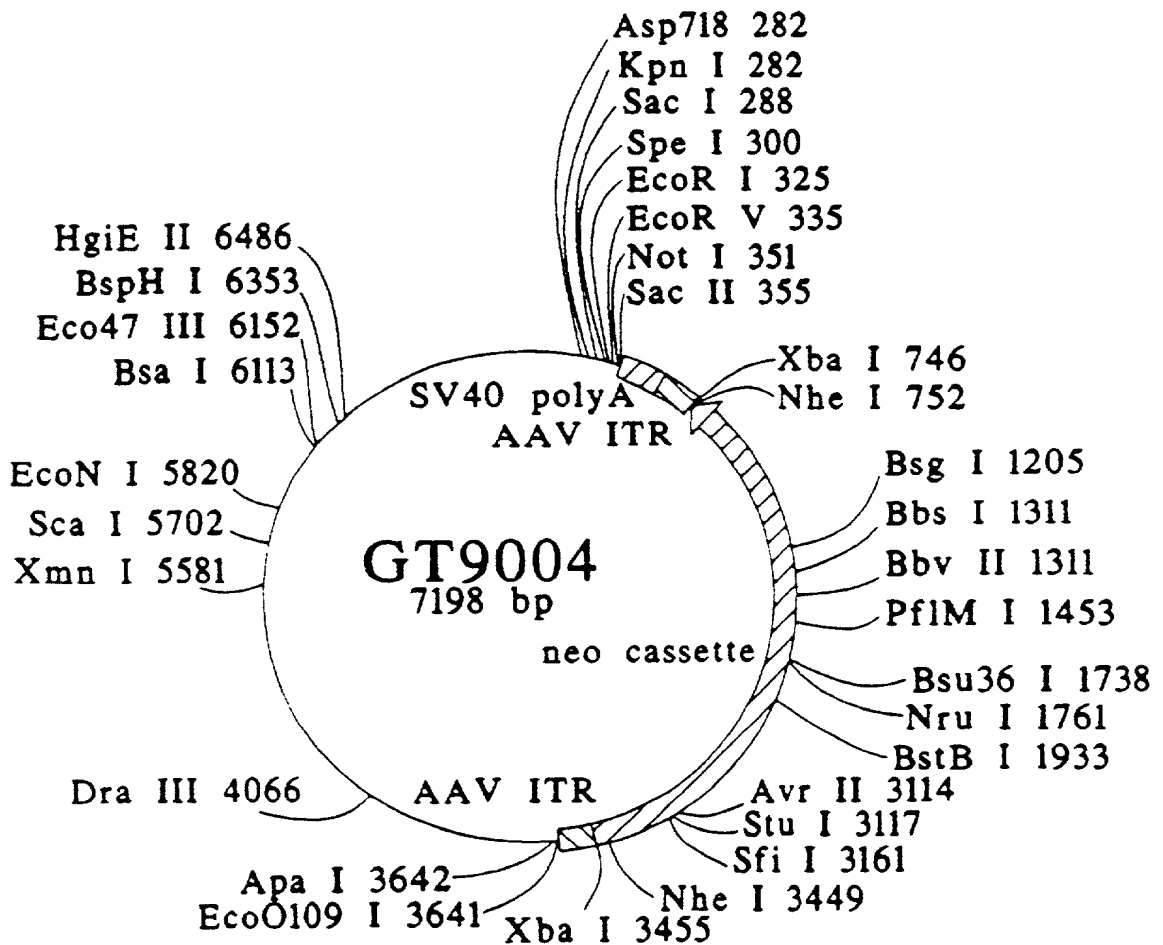 Asp718 282
Kpn I 282
Sac I 288
Spe I 300
EcoR I 325
EcoR V 335
Not I 351
Sac II 355
HgiE II 6486
BspH I 6353
Eco47 III 6152
Bsa I 6113
Xba I 746
Nhe I 752
SV40 polyA
AAV ITR
EcoN I 5820
Sca I 5702
Xmn I 5581
Bsg I 1205
Bbs I 1311
Bbv II 1311
PflM I 1453
GT9004
7198 bp
neo cassette
Bsu36 I 1738
Nru I 1761
BstB I 1933
Dra III 4066
AAV ITR
Avr II 3114
Stu I 3117
Sfi I 3161
Apa I 3642
EcoO109 I 3641
Nhe I 3449
Xba I 3455